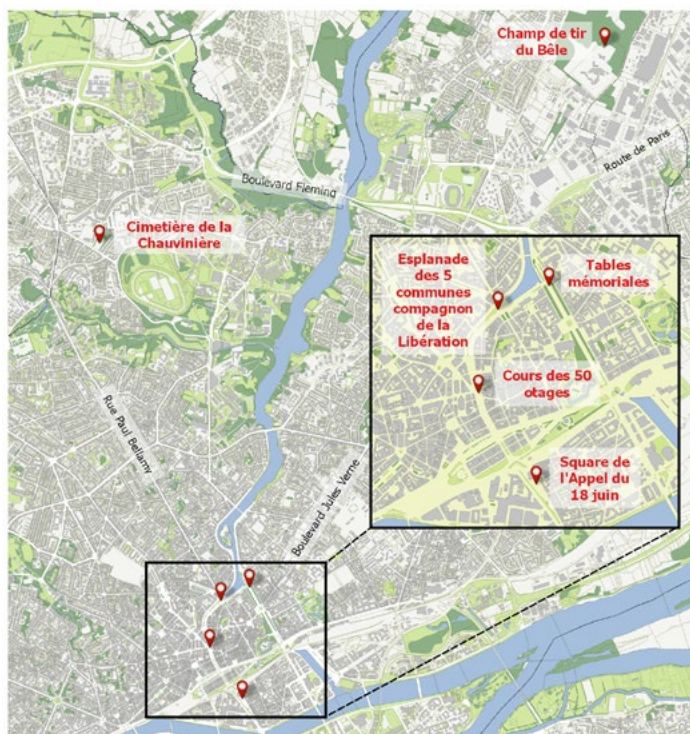 Champ de tir
du Bêle
Route de Paris
Boulevard Fleming
Cimetière de la
Chauvinière
Esplanade
des 5
communes
compagnon
de la
Libération
Tables
mémoriales
Cours des 50
otages
Rue Paul Bellamy
Square de
l'Appel du
18 juin
Boulevard Jules Verne